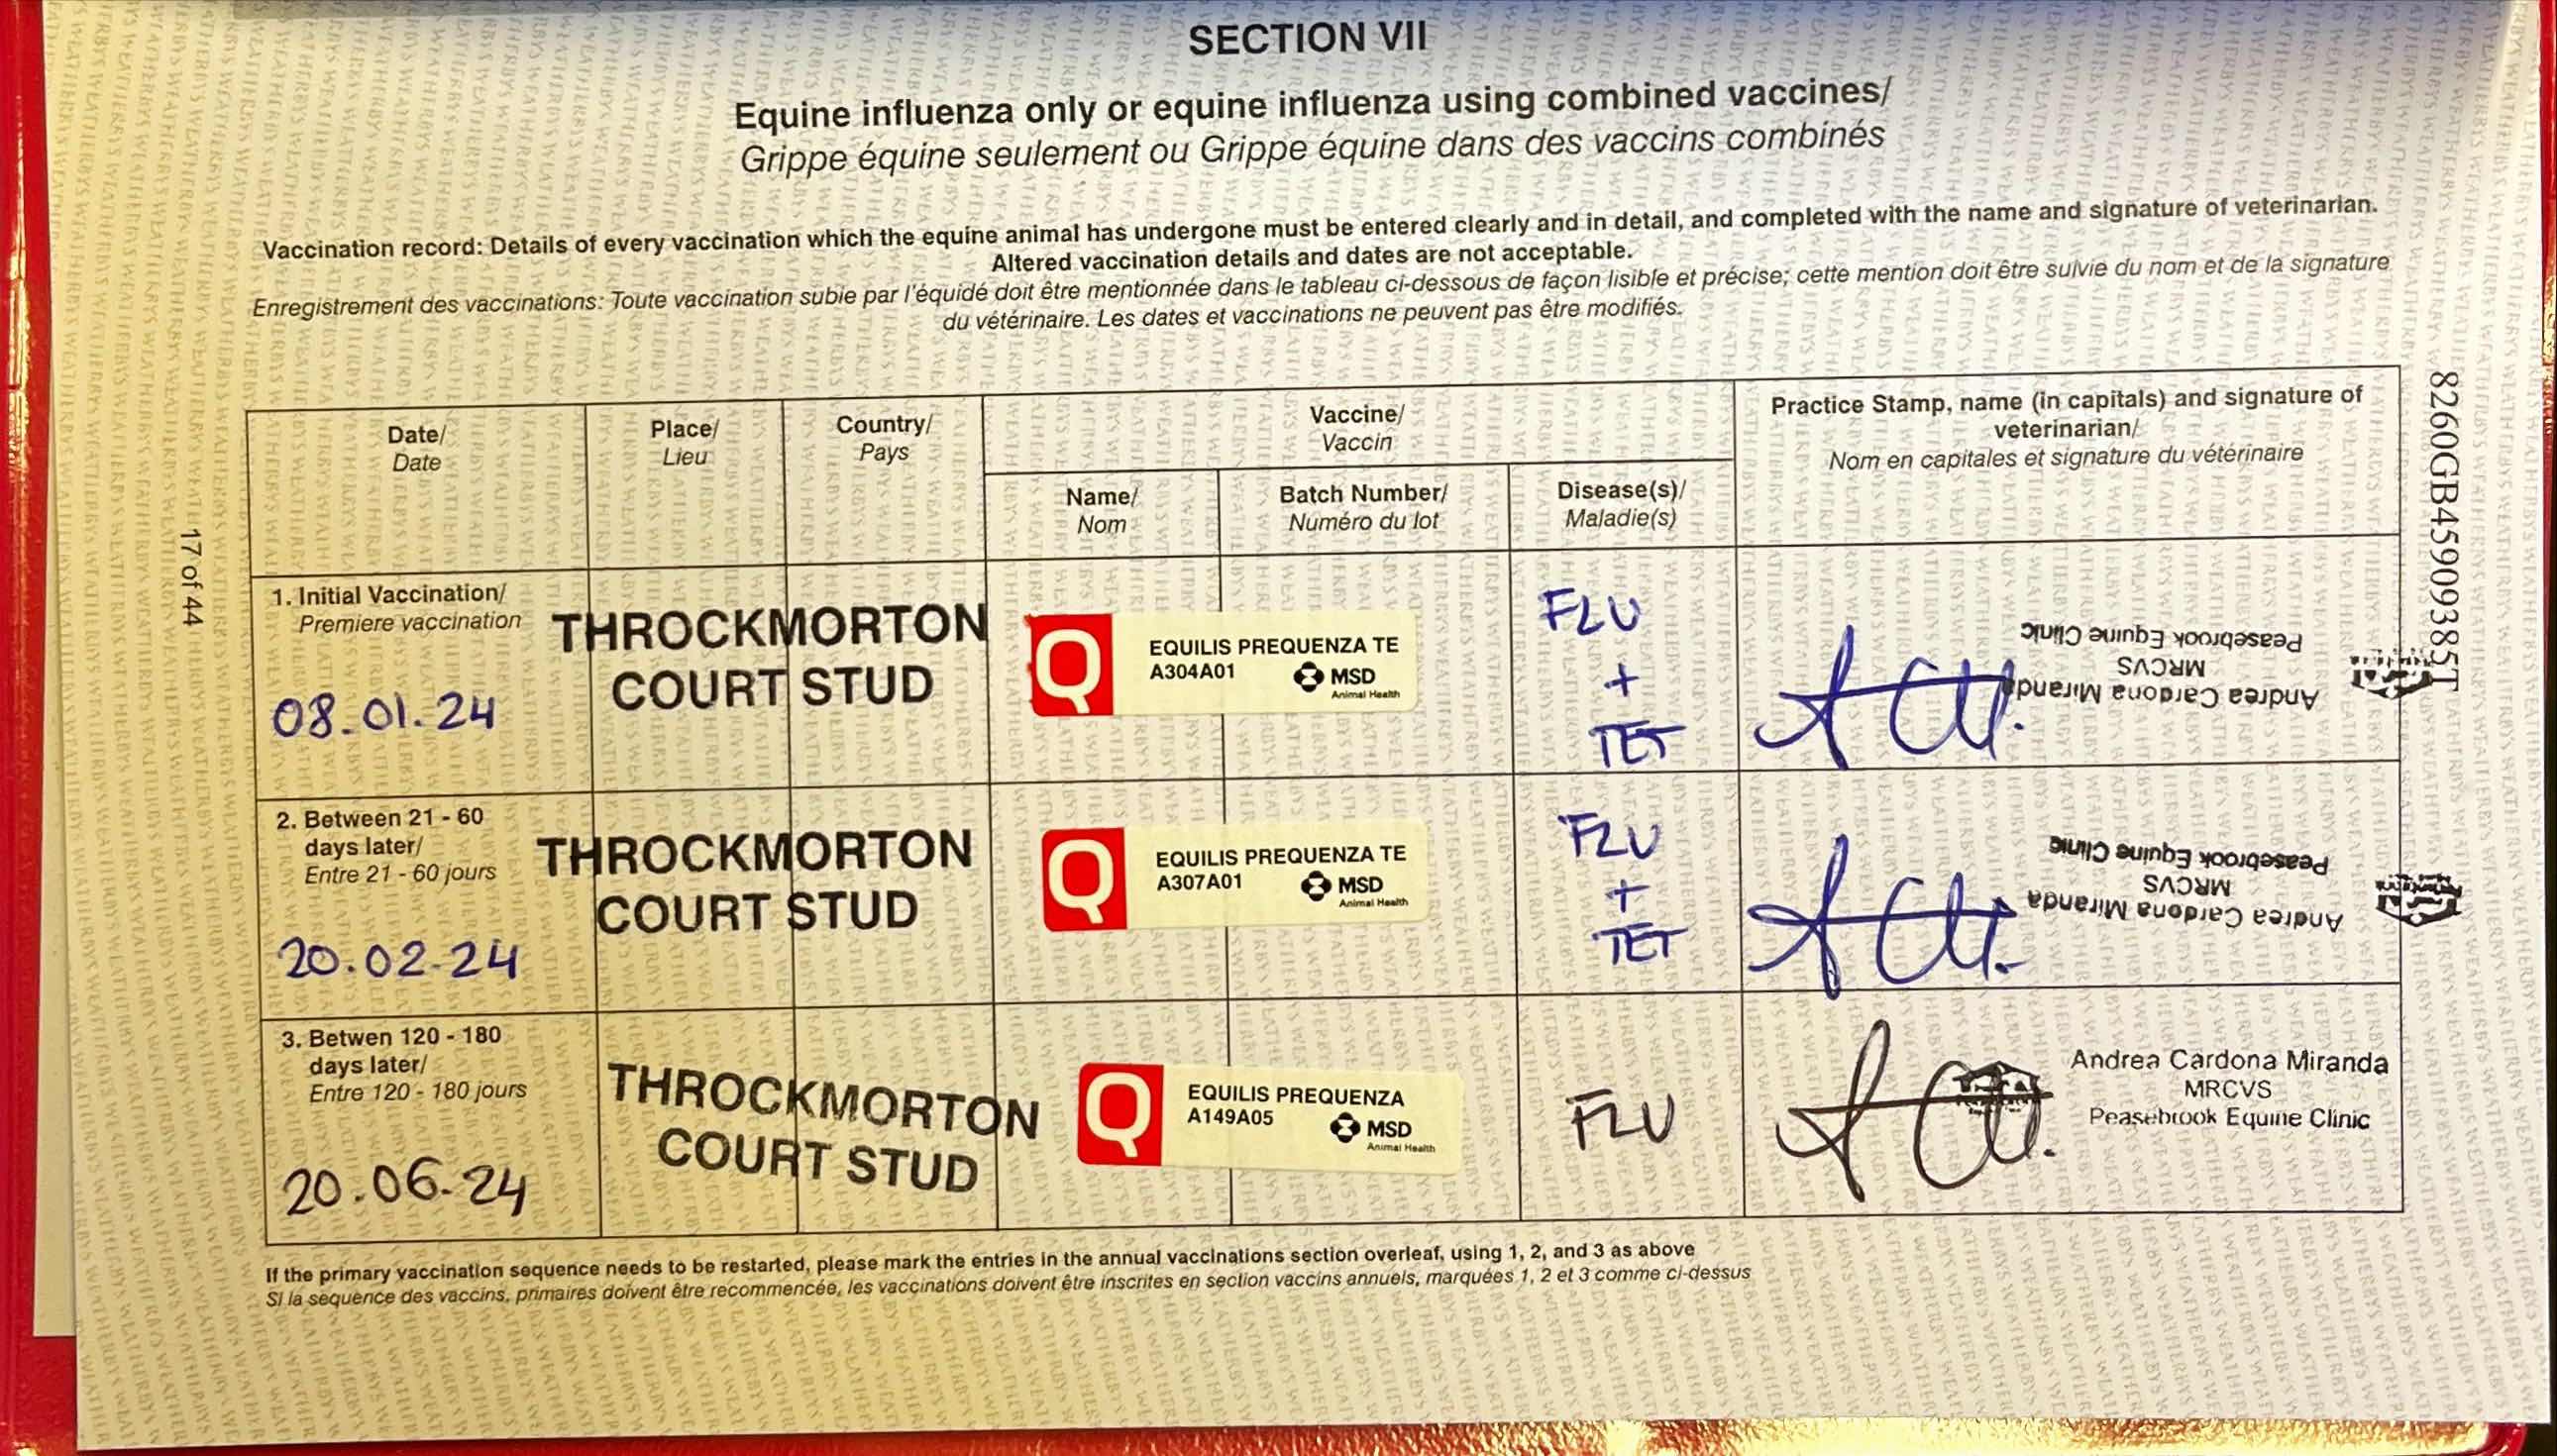 SECTION VII
Equine influenza only or equine influenza using combined vaccines/
Grippe équine seulement ou Grippe équine dans des vaccins combinés
Vaccination record: Details of every vaccination which the equine animal has undergone must be entered clearly and in detail, and completed with the name and signature of veterinarian.
Altered vaccination details and dates are not acceptable.
Enregistrement des vaccinations: Toute vaccination subie par l'équidé doit être mentionnée dans le tableau ci-dessous de façon lisible et précise; cette mention doit être suivie du nom et de la signature
du vétérinaire. Les dates et vaccinations ne peuvent pas être modifiés.
Date/
Date
Place/
Lieu
Country/
Pays
Vaccine/
Vaccin
Name/
Nom
Batch Number/
Numéro du lot
Disease(s)/
Maladie(s)
Practice Stamp, name (in capitals) and signature of
veterinarian/
Nom en capitales et signature du vétérinaire
1. Initial Vaccination/
Premiere vaccination
08.01.24
THROCKMORTON
COURT STUD
Q
EQUILIS PREQUENZA TE
A304A01
MSD
Animal Health
FLU
+
TET
Andrea Cardona Miranda
MRCVS
Peasebrook Equine Clinic
2. Between 21 - 60
days later/
Entre 21 - 60 jours
20.02.24
THROCKMORTON
COURT STUD
Q
EQUILIS PREQUENZA TE
A307A01
MSD
Animal Health
FLU
+
TET
Andrea Cardona Miranda
MRCVS
Peasebrook Equine Clinic
3. Betwen 120 - 180
days later/
Entre 120 - 180 jours
20.06.24
THROCKMORTON
COURT STUD
Q
EQUILIS PREQUENZA
A149A05
MSD
Animal Health
FLU
Andrea Cardona Miranda
MRCVS
Peasebrook Equine Clinic
If the primary vaccination sequence needs to be restarted, please mark the entries in the annual vaccinations section overleaf, using 1, 2, and 3 as above
Si la sequence des vaccins, primaires doivent être recommencée, les vaccinations doivent être inscrites en section vaccins annuels, marquées 1, 2 et 3 comme ci-dessus
17 of 44
8260GB45909385T